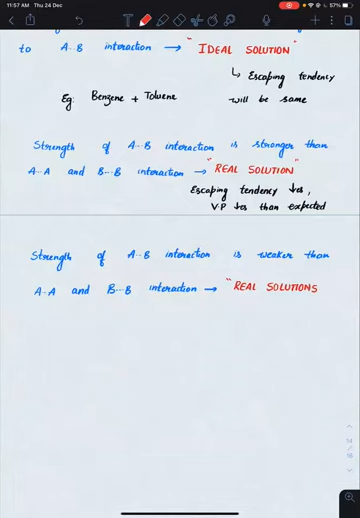 11:57 AM Thu 24 Dec
57%
to A..B interaction → "IDEAL SOLUTION"
↳ Escaping tendency
will be same
Eg: Benzene + Toluene
Strength of A...B interaction is stronger than
A...A and B...B interaction → "REAL SOLUTION"
Escaping tendency ↓es,
V.P ↓es than expected
Strength of A...B interaction is weaker than
A...A and B...B interaction → "REAL SOLUTIONS